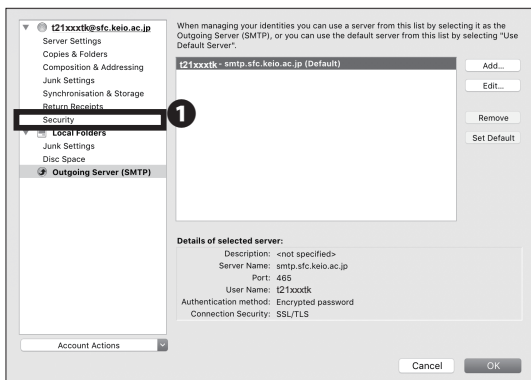 t21xxxtk@sfc.keio.ac.jp
Server Settings
Copies & Folders
Composition & Addressing
Junk Settings
Synchronisation & Storage
Return Receipts
Security
1
Local Folders
Junk Settings
Disc Space
Outgoing Server (SMTP)
Account Actions
When managing your identities you can use a server from this list by selecting it as the
Outgoing Server (SMTP), or you can use the default server from this list by selecting "Use
Default Server".
t21xxxtk - smtp.sfc.keio.ac.jp (Default)
Add...
Edit...
Remove
Set Default
Details of selected server:
Description: <not specified>
Server Name: smtp.sfc.keio.ac.jp
Port: 465
User Name: t21xxxtk
Authentication method: Encrypted password
Connection Security: SSL/TLS
Cancel
OK